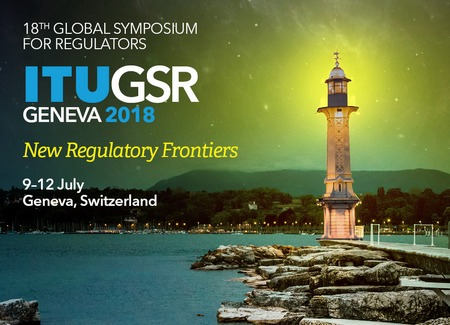 18TH GLOBAL SYMPOSIUM
FOR REGULATORS
ITUGSR
GENEVA 2018
New Regulatory Frontiers
9-12 July
Geneva, Switzerland